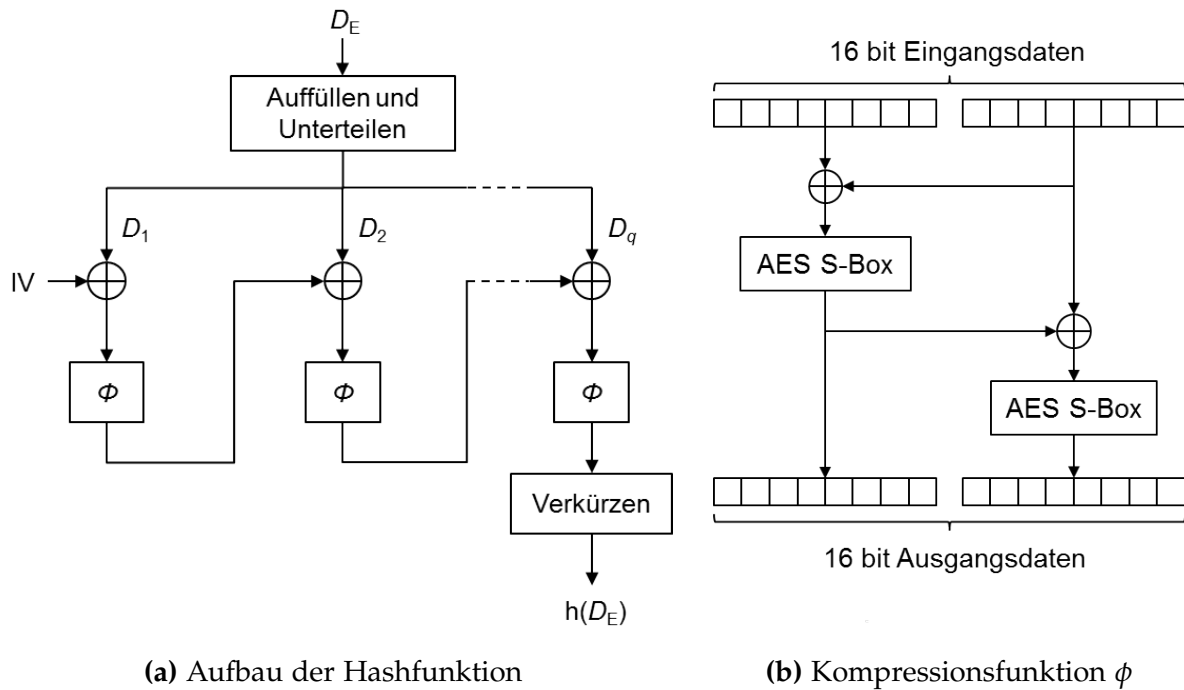 D_E
Auffüllen und
Unterteilen
D_1
D_2
D_q
IV
Φ
Φ
Φ
Verkürzen
h(D_E)
(a) Aufbau der Hashfunktion
16 bit Eingangsdaten
AES S-Box
AES S-Box
16 bit Ausgangsdaten
(b) Kompressionsfunktion ϕ